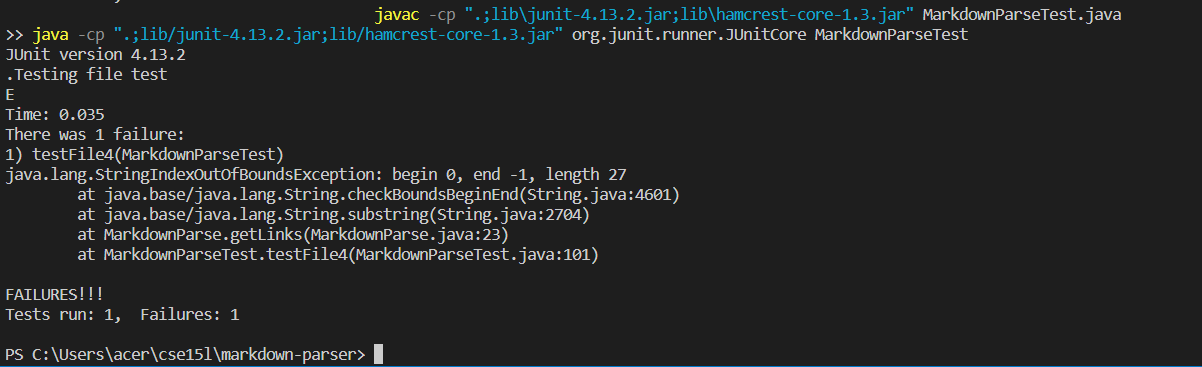 javac -cp ".;lib\junit-4.13.2.jar;lib\hamcrest-core-1.3.jar" MarkdownParseTest.java
>> java -cp ".;lib/junit-4.13.2.jar;lib/hamcrest-core-1.3.jar" org.junit.runner.JUnitCore MarkdownParseTest
JUnit version 4.13.2
.Testing file test
E
Time: 0.035
There was 1 failure:
1) testFile4(MarkdownParseTest)
java.lang.StringIndexOutOfBoundsException: begin 0, end -1, length 27
        at java.base/java.lang.String.checkBoundsBeginEnd(String.java:4601)
        at java.base/java.lang.String.substring(String.java:2704)
        at MarkdownParse.getLinks(MarkdownParse.java:23)
        at MarkdownParseTest.testFile4(MarkdownParseTest.java:101)

FAILURES!!!
Tests run: 1,  Failures: 1

PS C:\Users\acer\cse15l\markdown-parser>